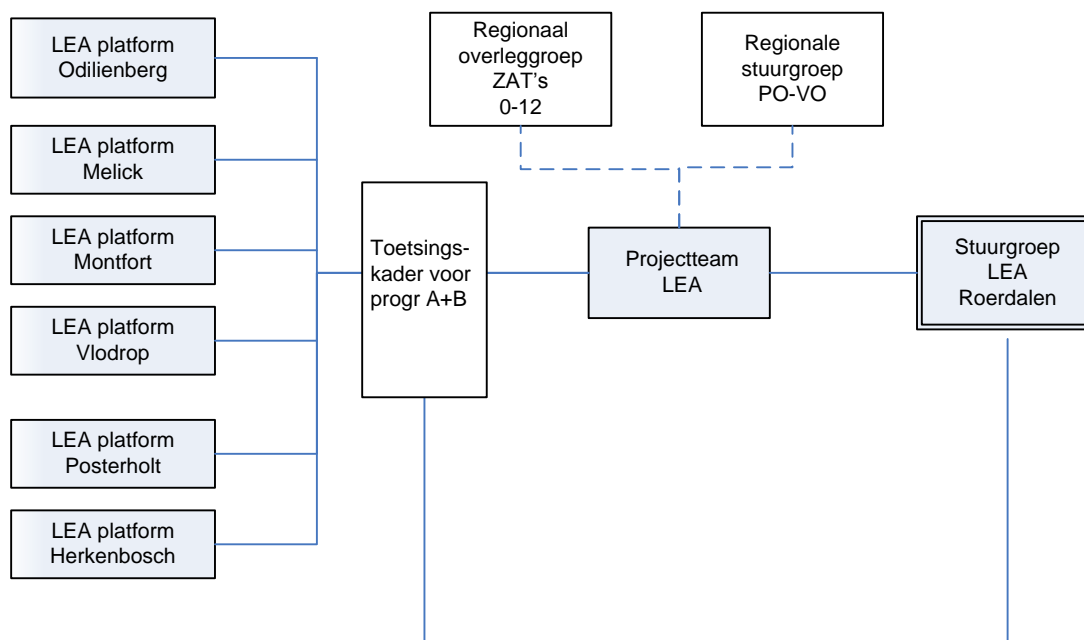 LEA platform
Odilienberg
LEA platform
Melick
LEA platform
Montfort
LEA platform
Vlodrop
LEA platform
Posterholt
LEA platform
Herkenbosch
Regionaal
overleggroep
ZAT's
0-12
Regionale
stuurgroep
PO-VO
Toetsings-
kader voor
progr A+B
Projectteam
LEA
Stuurgroep
LEA
Roerdalen